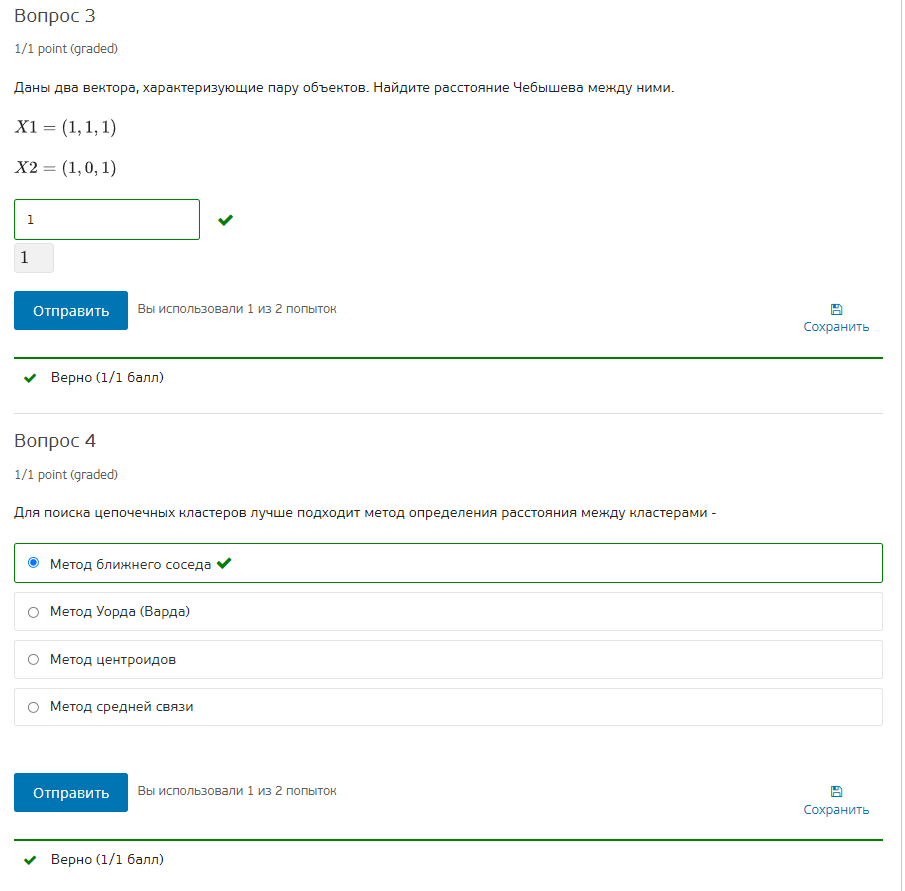 Вопрос 3
1/1 point (graded)
Даны два вектора, характеризующие пару объектов. Найдите расстояние Чебышева между ними.
X1 = (1, 1, 1)
X2 = (1, 0, 1)
1
1
Отправить Вы использовали 1 из 2 попыток
Сохранить
Верно (1/1 балл)
Вопрос 4
1/1 point (graded)
Для поиска цепочечных кластеров лучше подходит метод определения расстояния между кластерами -
Метод ближнего соседа
Метод Уорда (Варда)
Метод центроидов
Метод средней связи
Отправить Вы использовали 1 из 2 попыток
Сохранить
Верно (1/1 балл)